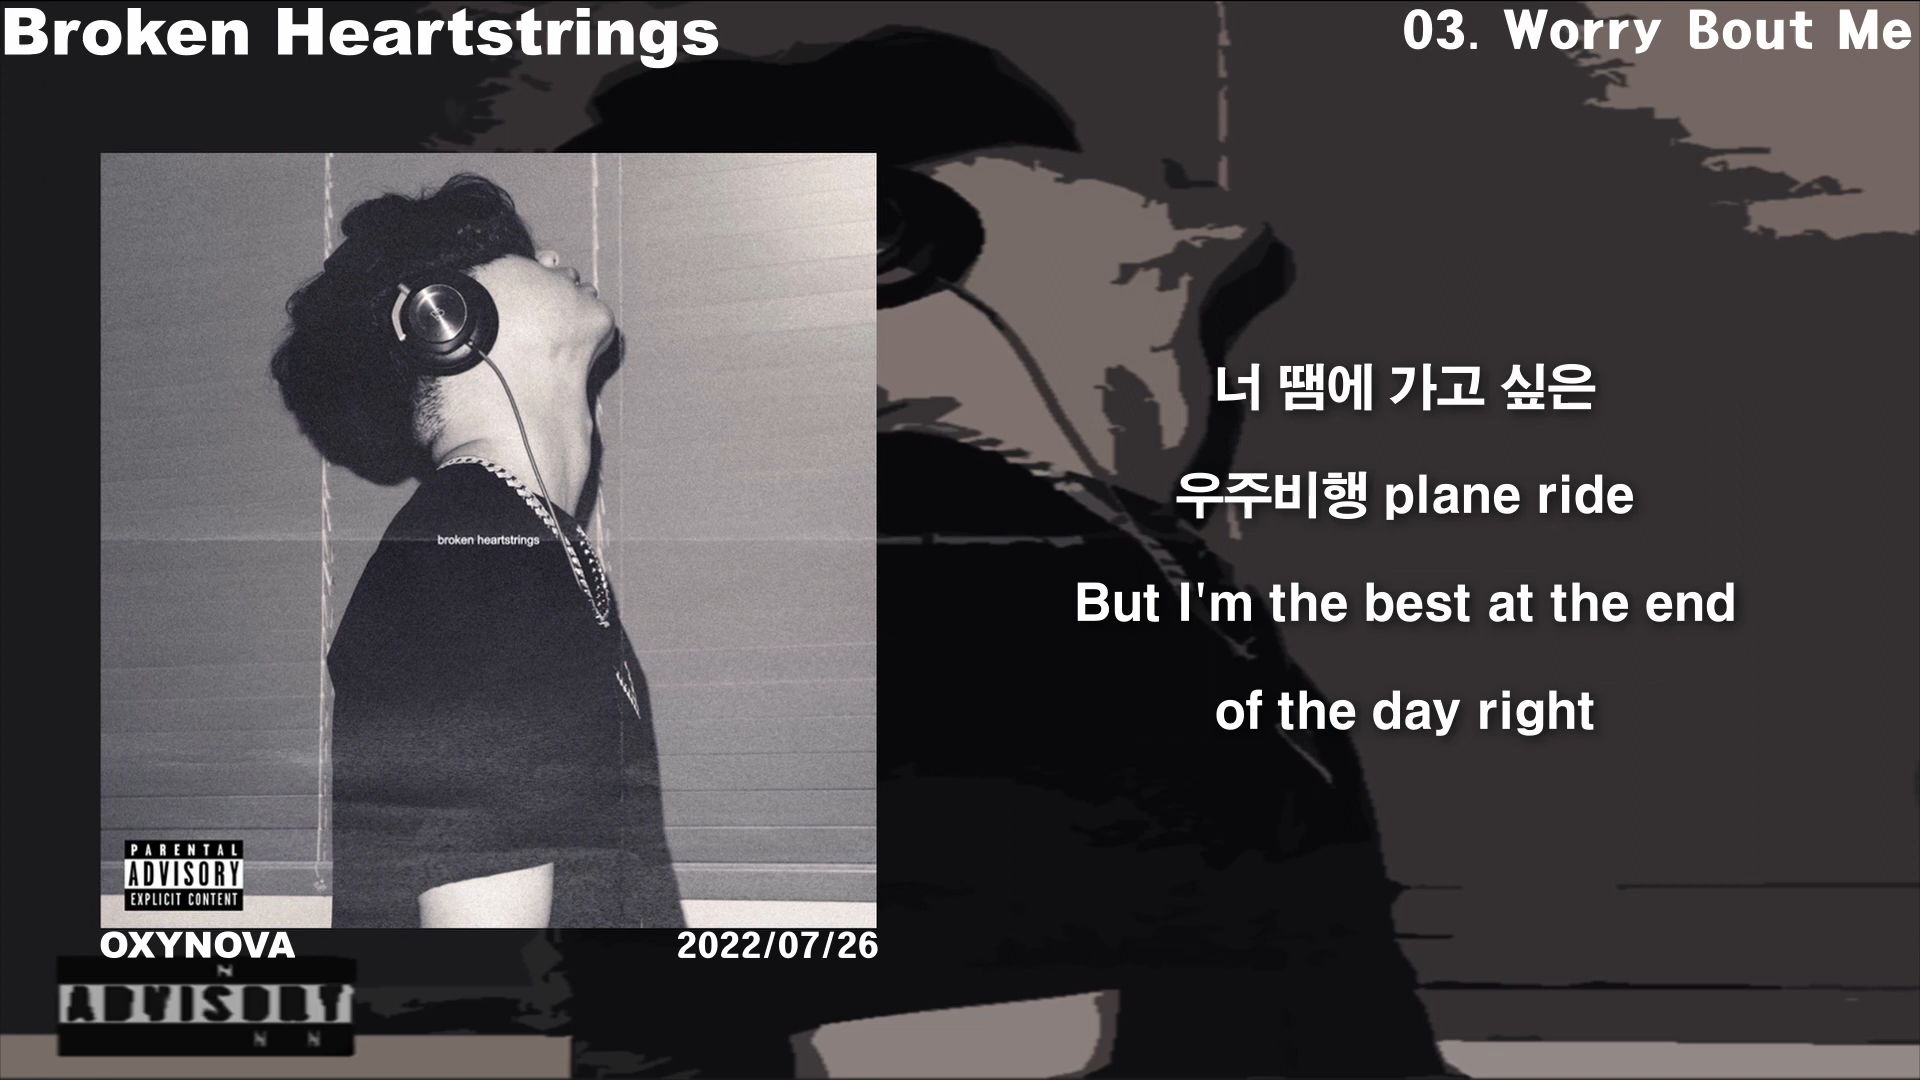 Broken Heartstrings
03. Worry Bout Me
너 땜에 가고 싶은
우주비행 plane ride
But I'm the best at the end
of the day right
broken heartstrings
PARENTAL
ADVISORY
EXPLICIT CONTENT
OXYNOVA
2022/07/26
ADVISORY